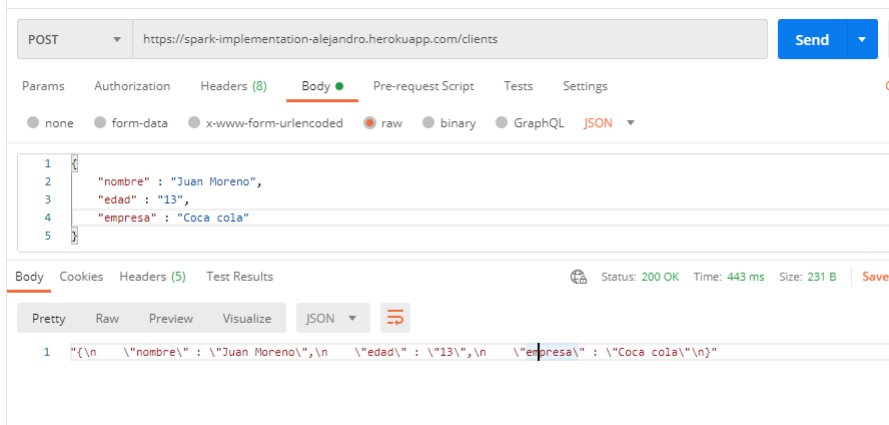 POST https://spark-implementation-alejandro.herokuapp.com/clients Send
Params Authorization Headers (8) Body Pre-request Script Tests Settings
none form-data x-www-form-urlencoded raw binary GraphQL JSON
1 {
2 "nombre" : "Juan Moreno",
3 "edad" : "13",
4 "empresa" : "Coca cola"
5 }
Body Cookies Headers (5) Test Results Status: 200 OK Time: 443 ms Size: 231 B Save
Pretty Raw Preview Visualize JSON
1 "{\n    \"nombre\" : \"Juan Moreno\",\n    \"edad\" : \"13\",\n    \"empresa\" : \"Coca cola\"\n}"